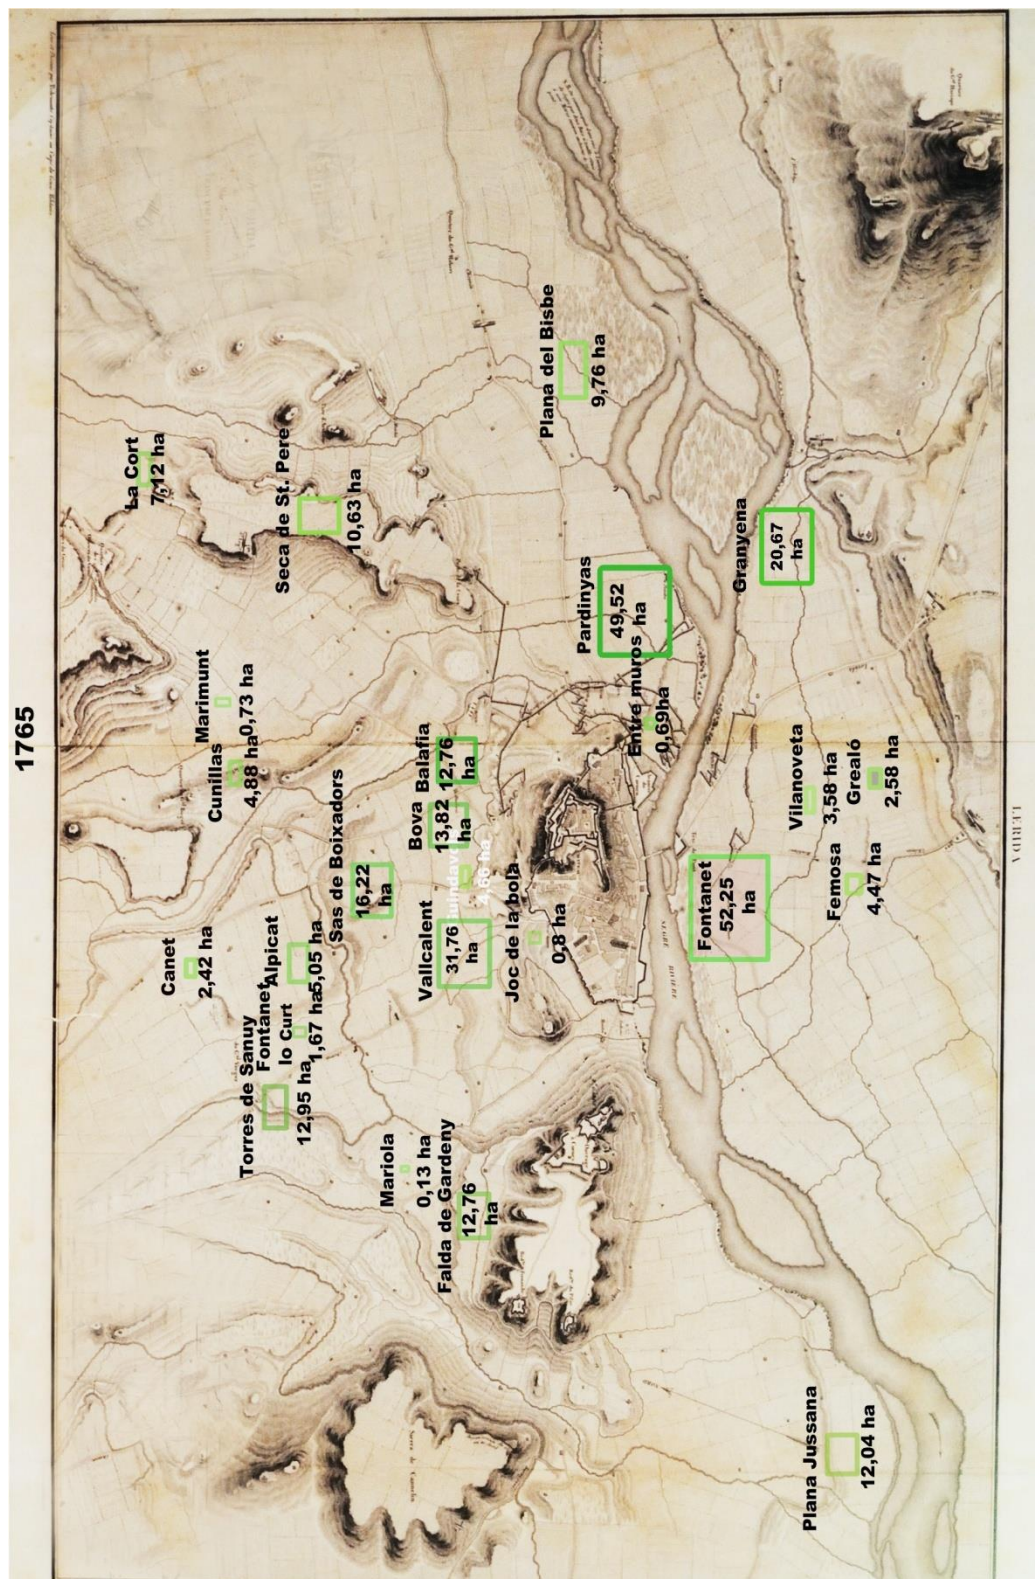 1765
La Cort
7,12 ha
Seca de St. Pere
10,63 ha
Plana del Bisbe
9,76 ha
Marimunt
0,73 ha
Cunillas
4,88 ha
Pardinyas
49,52
ha
Granyena
20,67
ha
Entre muros
0,69ha
Balafia
12,76
ha
Bova
13,82
ha
Sas de Boixadors
16,22
ha
4,66 ha
Vallcalent
31,76
ha
Joc de la bola
0,8 ha
Fontanet
52,25
ha
Vilanoveta
3,58 ha
Grealó
2,58 ha
Femosa
4,47 ha
Canet
2,42 ha
Alpicat
5,05 ha
Fontanet
lo Curt
1,67 ha
Torres de Sanuy
12,95 ha
Mariola
0,13 ha
Falda de Gardeny
12,76
ha
Plana Jussana
12,04 ha
SEGRE
RIVIERE
LERIDA